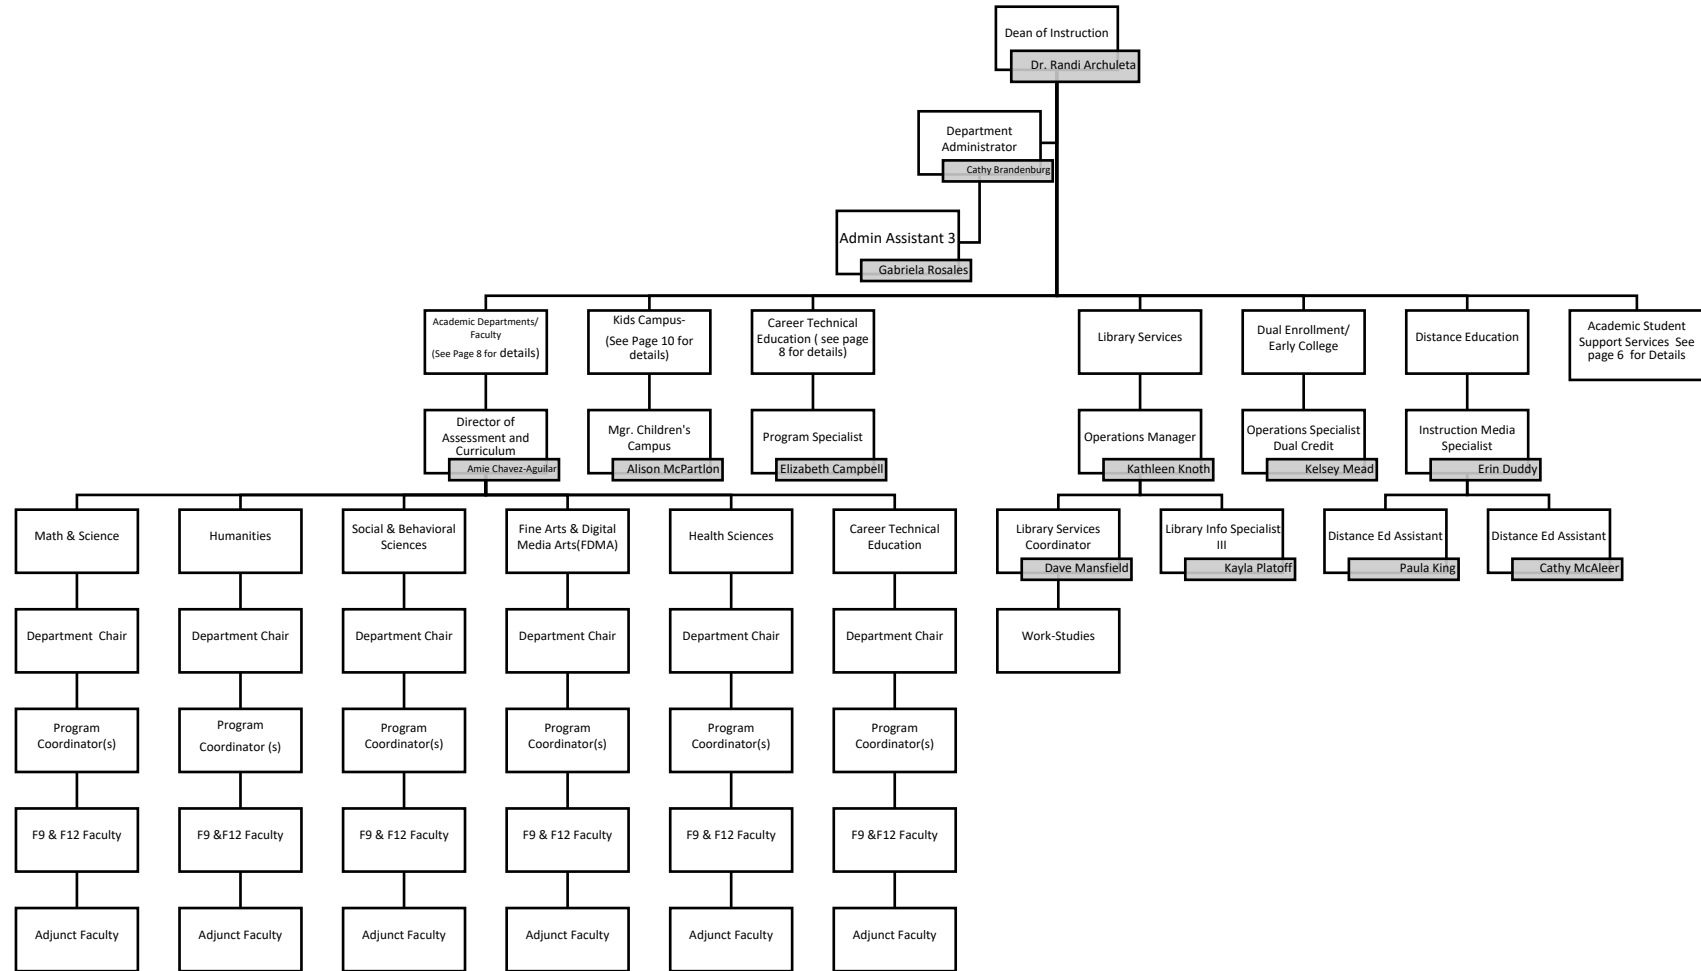 Dean of Instruction
Dr. Randi Archuleta
Department
Administrator
Cathy Brandenburg
Admin Assistant 3
Gabriela Rosales
Academic Departments/
Faculty
(See Page 8 for details)
Kids Campus-
(See Page 10 for
details)
Career Technical
Education ( see page
8 for details)
Library Services
Dual Enrollment/
Early College
Distance Education
Academic Student
Support Services  See
page 6  for Details
Director of
Assessment and
Curriculum
Amie Chavez-Aguilar
Mgr. Children's
Campus
Alison McPartlon
Program Specialist
Elizabeth Campbell
Operations Manager
Kathleen Knoth
Operations Specialist
Dual Credit
Kelsey Mead
Instruction Media
Specialist
Erin Duddy
Math & Science
Humanities
Social & Behavioral
Sciences
Fine Arts & Digital
Media Arts(FDMA)
Health Sciences
Career Technical
Education
Library Services
Coordinator
Dave Mansfield
Library Info Specialist
III
Kayla Platoff
Distance Ed Assistant
Paula King
Distance Ed Assistant
Cathy McAleer
Department  Chair
Department Chair
Department Chair
Department Chair
Department Chair
Department Chair
Work-Studies
Program
Coordinator(s)
Program
Coordinator (s)
Program
Coordinator(s)
Program
Coordinator(s)
Program
Coordinator(s)
Program
Coordinator(s)
F9 & F12 Faculty
F9 &F12 Faculty
F9 & F12 Faculty
F9 & F12 Faculty
F9 & F12 Faculty
F9 &F12 Faculty
Adjunct Faculty
Adjunct Faculty
Adjunct Faculty
Adjunct Faculty
Adjunct Faculty
Adjunct Faculty